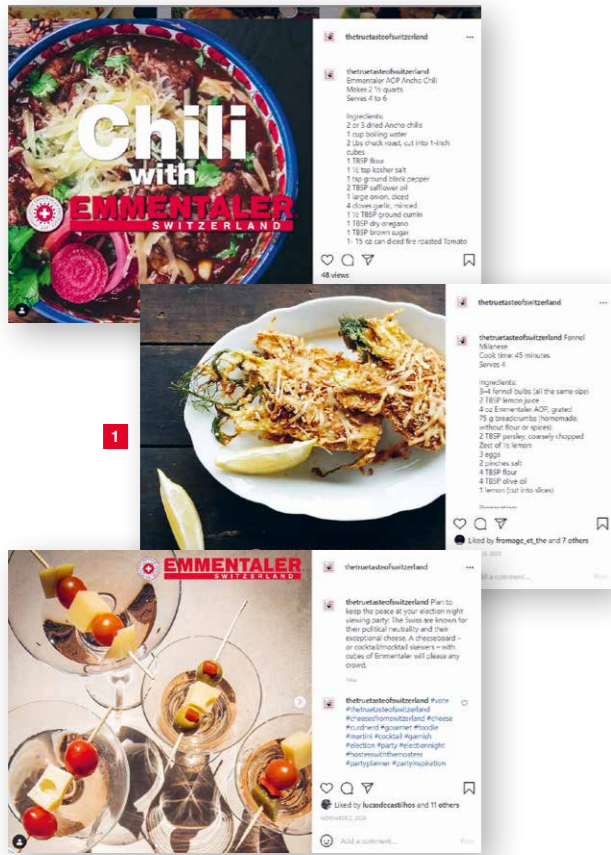 thetruetasteofswitzerland
thetruetasteofswitzerland
Emmentaler AOP Ancho Chili
Makes 2 ½ quarts
Serves 4 to 6
Ingredients:
2 or 3 dried Ancho chilis
1 cup boiling water
2 Lbs chuck roast, cut into 1-inch
cubes
1 TBSP flour
1 ½ tsp kosher salt
1 tsp ground black pepper
2 TBSP safflower oil
1 large onion, diced
4 cloves garlic, minced
1 ½ TBSP ground cumin
1 TBSP dry oregano
1 TBSP brown sugar
1- 15 oz can diced fire roasted Tomato
48 views
Chili
with
EMMENTALER
SWITZERLAND
1
thetruetasteofswitzerland
thetruetasteofswitzerland Fennel
Milanese
Cook time: 45 minutes
Serves 4
Ingredients:
3–4 fennel bulbs (all the same size)
2 TBSP lemon juice
4 oz Emmentaler AOP, grated
75 g breadcrumbs (homemade,
without flour or spices)
2 TBSP parsley, coarsely chopped
Zest of ½ lemon
3 eggs
2 pinches salt
4 TBSP flour
4 TBSP olive oil
1 lemon (cut into slices)
Liked by fromage_et_the and 7 others
a comment...
Post
EMMENTALER
SWITZERLAND
thetruetasteofswitzerland
thetruetasteofswitzerland Plan to
keep the peace at your election night
viewing party: The Swiss are known for
their political neutrality and their
exceptional cheese. A cheeseboard –
or cocktail/mocktail skewers – with
cubes of Emmentaler will please any
crowd.
thetruetasteofswitzerland #vote
#thetruetasteofswitzerland
#cheesesfromswitzerland #cheese
#curdnerd #gourmet #foodie
#martini #cocktail #garnish
#election #party #electionnight
#hostesswiththemostess
#partyplanner #partyinspiration
Liked by lucasdecastilhos and 11 others
NOVEMBER 2, 2020
Add a comment...
Post